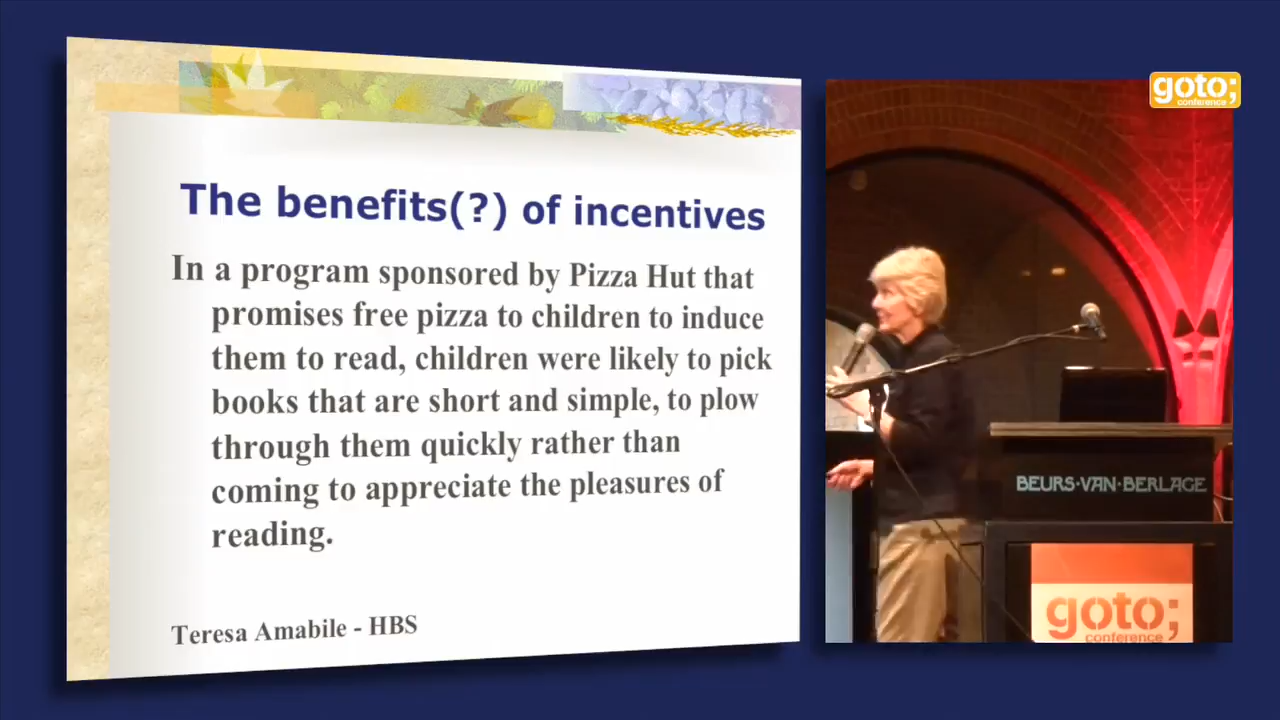 The benefits(?) of incentives
In a program sponsored by Pizza Hut that
promises free pizza to children to induce
them to read, children were likely to pick
books that are short and simple, to plow
through them quickly rather than
coming to appreciate the pleasures of
reading.
Teresa Amabile - HBS
goto;
conference
BEURS·VAN·BERLAGE
goto;
conference